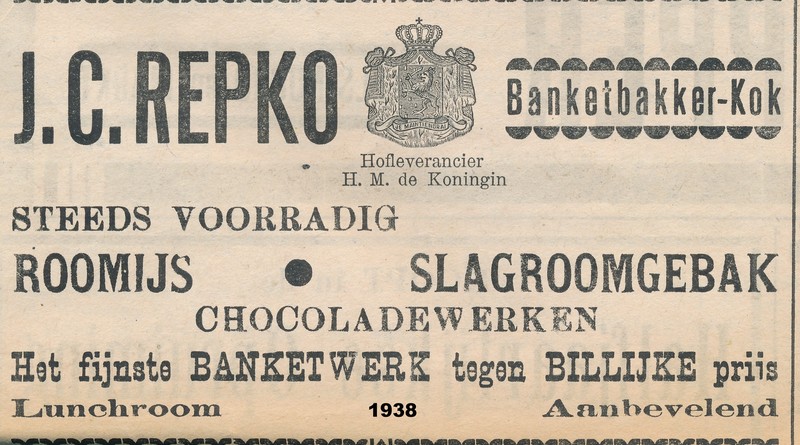 J.C. REPKO
Banketbakker-Kok
Hofleverancier
H. M. de Koningin
STEEDS VOORRADIG
ROOMIJS ● SLAGROOMGEBAK
CHOCOLADEWERKEN
Het fijnste BANKETWERK tegen BILLIJKE prijs
Lunchroom 1938 Aanbevelend